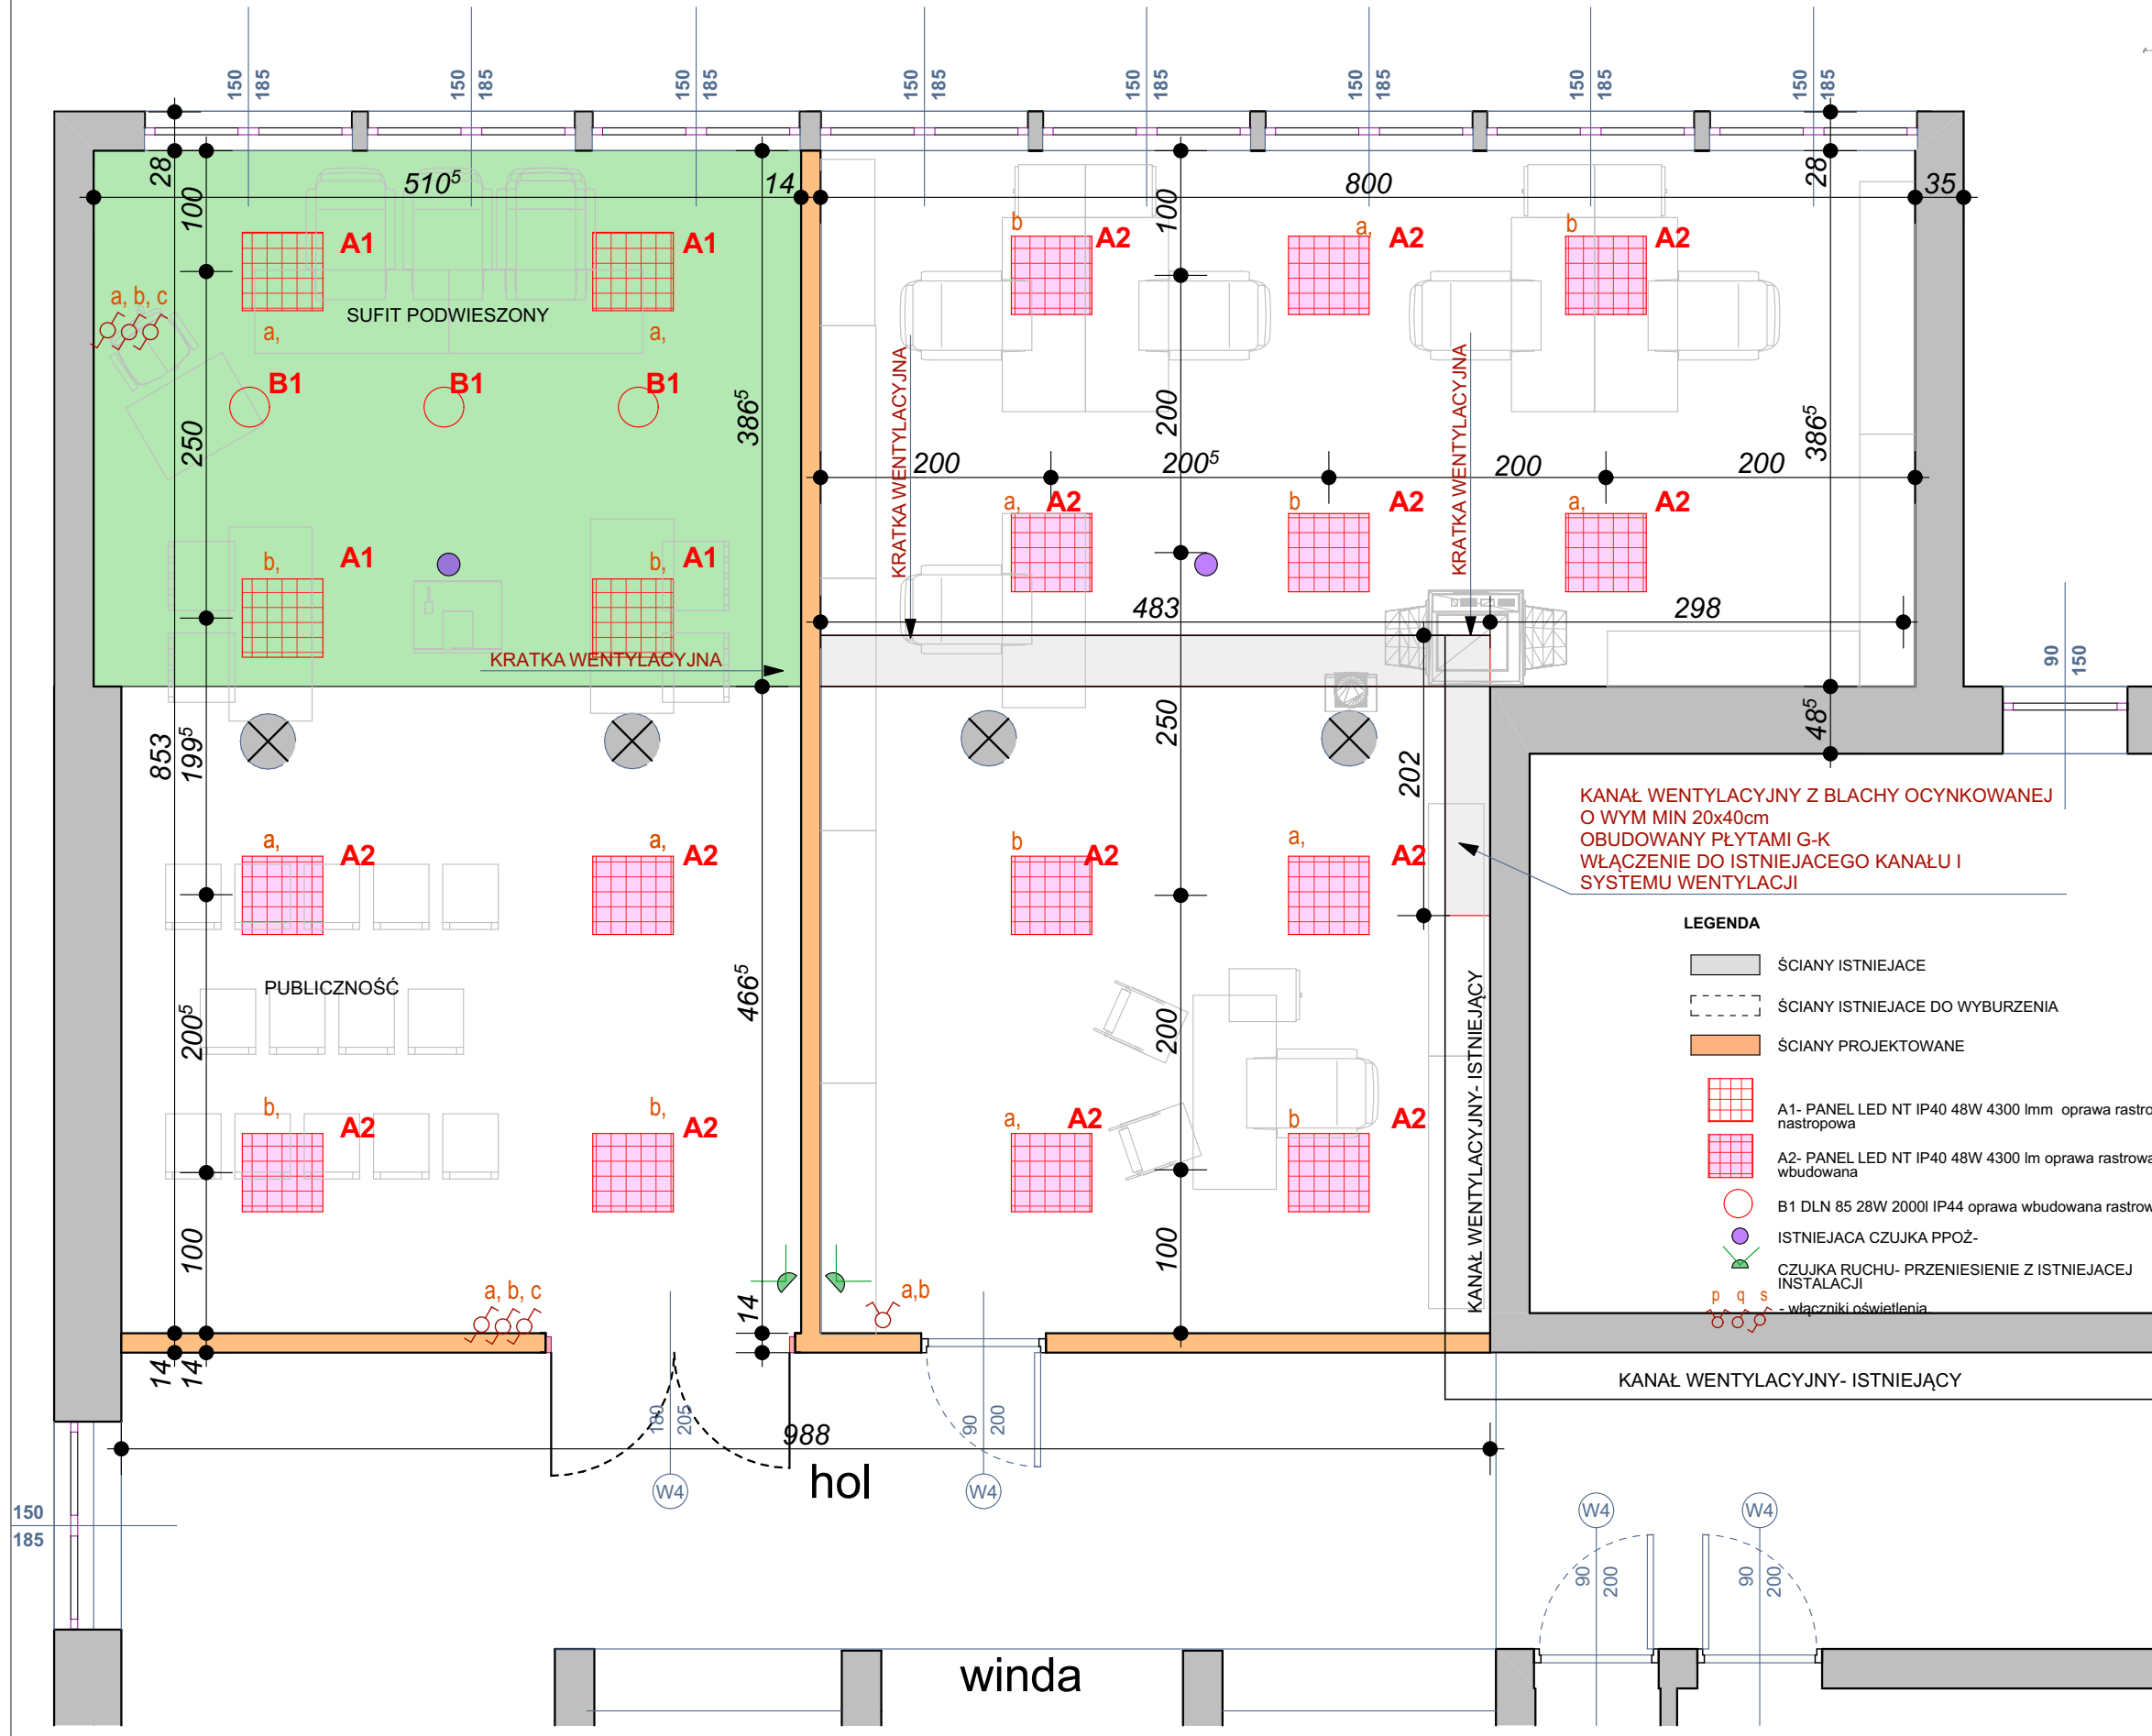 150
185
150
185
150
185
150
185
150
185
150
185
150
185
150
185
28
100
510⁵
14
100
800
28
35
A1
A1
b
A2
a,
A2
b
A2
a, b, c
SUFIT PODWIESZONY
a,
a,
B1
B1
B1
250
386⁵
KRATKA WENTYLACYJNA
200
KRATKA WENTYLACYJNA
386⁵
200
200⁵
200
200
a,
A2
b
A2
a,
A2
b,
A1
b,
A1
483
298
KRATKA WENTYLACYJNA
90
150
853
199⁵
250
202
48⁵
KANAŁ WENTYLACYJNY Z BLACHY OCYNKOWANEJ
O WYM MIN 20x40cm
OBUDOWANY PŁYTAMI G-K
WŁĄCZENIE DO ISTNIEJACEGO KANAŁU I
SYSTEMU WENTYLACJI
a,
A2
a,
A2
b
A2
a,
A2
PUBLICZNOŚĆ
200⁵
466⁵
200
KANAŁ WENTYLACYJNY- ISTNIEJĄCY
b,
A2
b,
A2
a,
A2
b
A2
100
100
LEGENDA
ŚCIANY ISTNIEJACE
ŚCIANY ISTNIEJACE DO WYBURZENIA
ŚCIANY PROJEKTOWANE
A1- PANEL LED NT IP40 48W 4300 lmm oprawa rastro
nastropowa
A2- PANEL LED NT IP40 48W 4300 lm oprawa rastrowa
wbudowana
B1 DLN 85 28W 2000l IP44 oprawa wbudowana rastrow
ISTNIEJACA CZUJKA PPOŻ-
CZUJKA RUCHU- PRZENIESIENIE Z ISTNIEJACEJ
INSTALACJI
p q s
- włączniki oświetlenia
a, b, c
14
a,b
14
14
KANAŁ WENTYLACYJNY- ISTNIEJĄCY
180
205
90
200
988
hol
W4
W4
150
185
W4
W4
90
200
90
200
winda